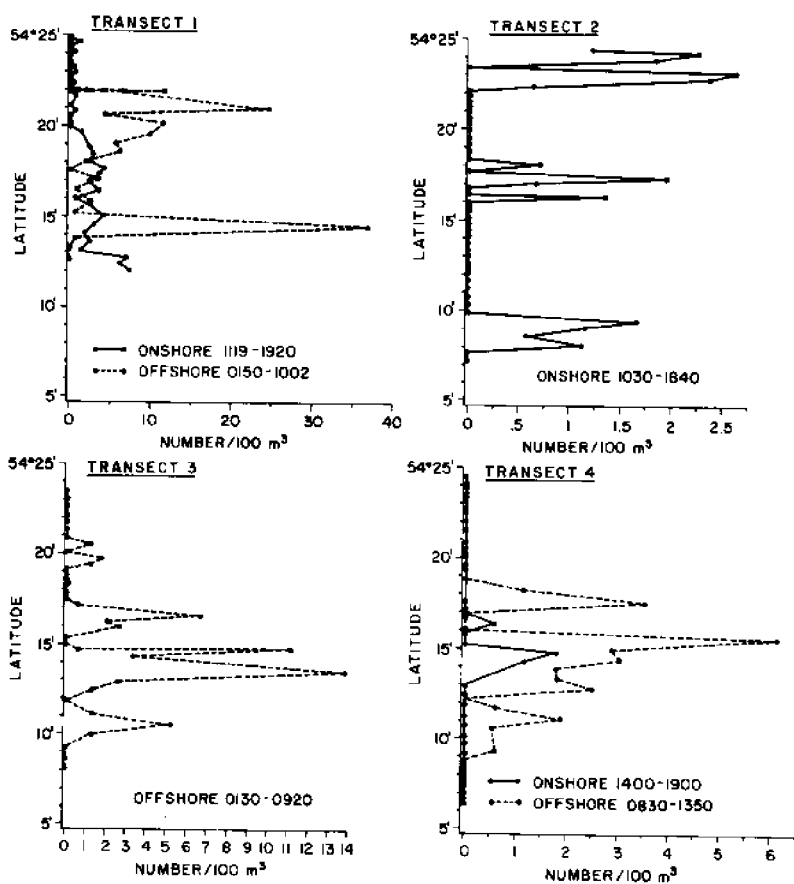 TRANSECT 1
54°25'
20'
15'
10'
5'
LATITUDE
ONSHORE 1119-1920
OFFSHORE 0150-1002
0 10 20 30 40
NUMBER/100 m³
TRANSECT 2
54°25'
20'
15'
10'
5'
LATITUDE
ONSHORE 1030-1640
0 .5 1 1.5 2 2.5
NUMBER/100 m³
TRANSECT 3
54°25'
20'
15'
10'
5'
LATITUDE
OFFSHORE 0130-0920
0 1 2 3 4 5 6 7 8 9 10 11 12 13 14
NUMBER/100 m³
TRANSECT 4
54°25'
20'
15'
10'
5'
LATITUDE
ONSHORE 1400-1900
OFFSHORE 0830-1350
0 1 2 3 4 5 6
NUMBER/100 m³